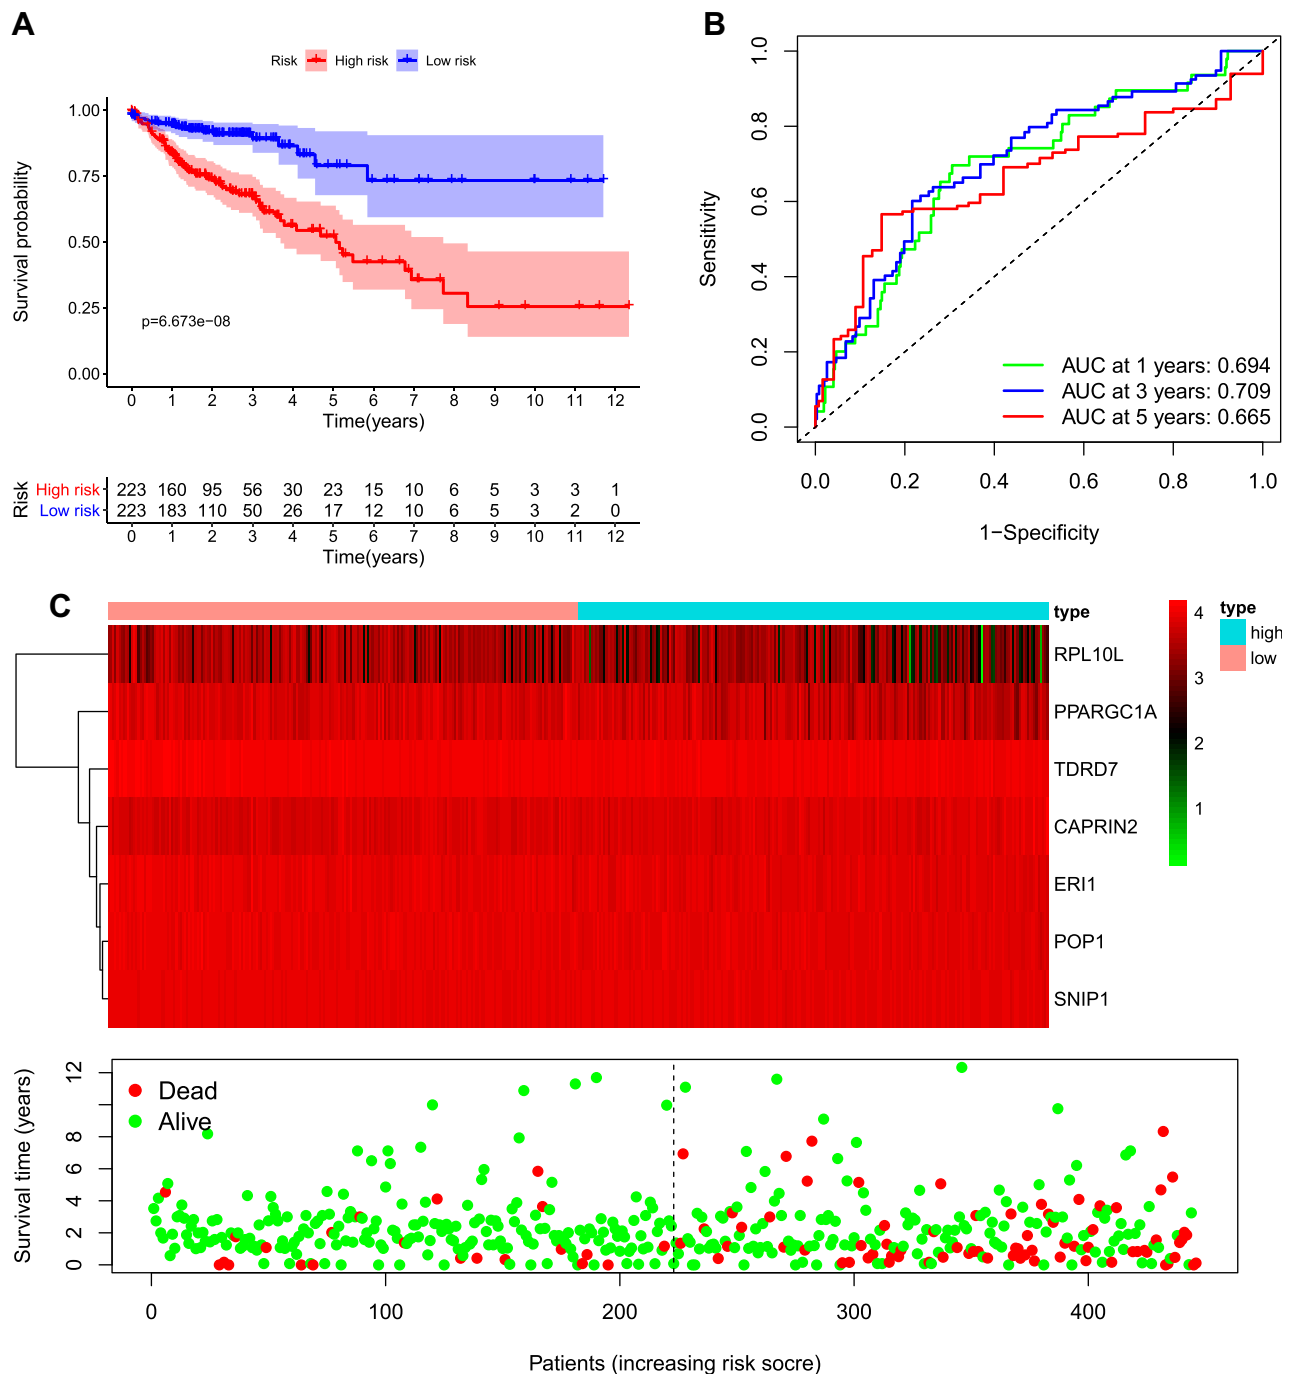 A
Risk High risk Low risk
Survival probability
1.00
0.75
0.50
0.25
0.00
p=6.673e−08
0 1 2 3 4 5 6 7 8 9 10 11 12
Time(years)
Risk
High risk 223 160 95 56 30 23 15 10 6 5 3 3 1
Low risk 223 183 110 50 26 17 12 10 6 5 3 2 0
0 1 2 3 4 5 6 7 8 9 10 11 12
Time(years)
B
Sensitivity
1.0
0.8
0.6
0.4
0.2
0.0
AUC at 1 years: 0.694
AUC at 3 years: 0.709
AUC at 5 years: 0.665
0.0 0.2 0.4 0.6 0.8 1.0
1−Specificity
C
type
RPL10L
PPARGC1A
TDRD7
CAPRIN2
ERI1
POP1
SNIP1
4
3
2
1
type
high
low
Survival time (years)
12
8
6
4
2
0
Dead
Alive
0 100 200 300 400
Patients (increasing risk socre)